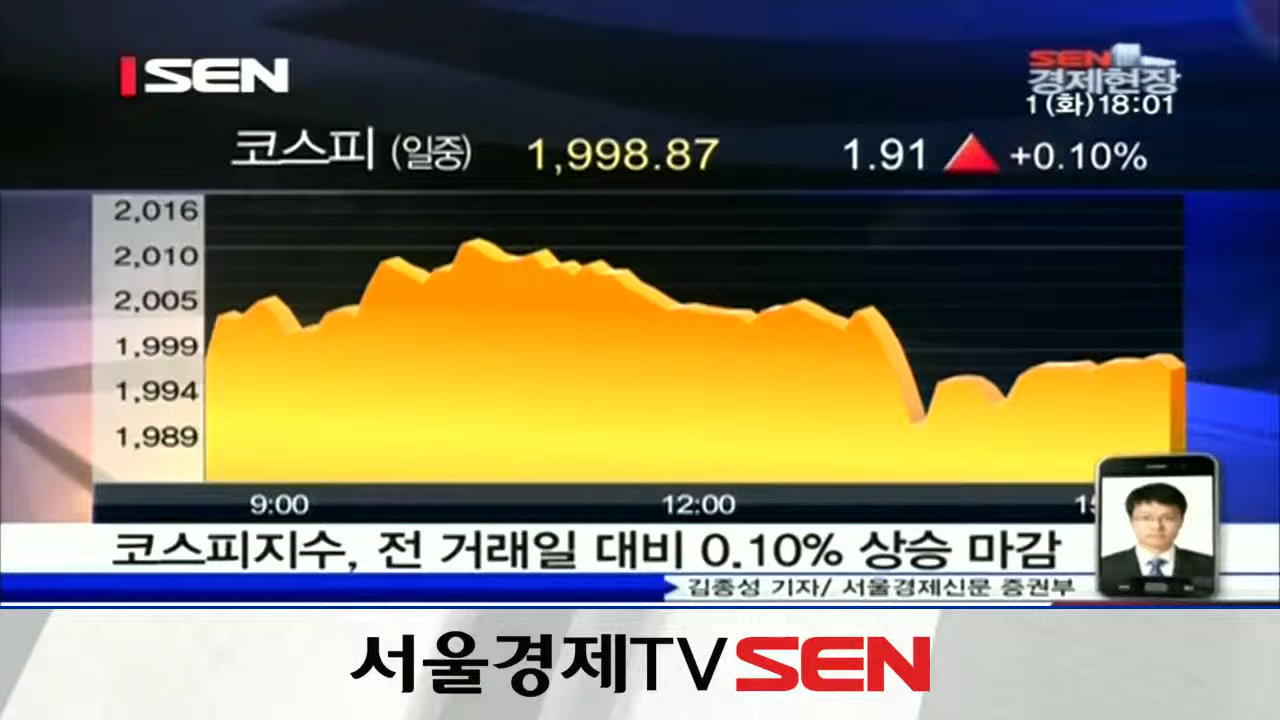 SEN
SEN
경제현장
1 (화) 18:01
코스피 (일중) 1,998.87 1.91 ▲ +0.10%
2,016
2,010
2,005
1,999
1,994
1,989
9:00 12:00
코스피지수, 전 거래일 대비 0.10% 상승 마감
김종성 기자/ 서울경제신문 증권부
서울경제TV SEN